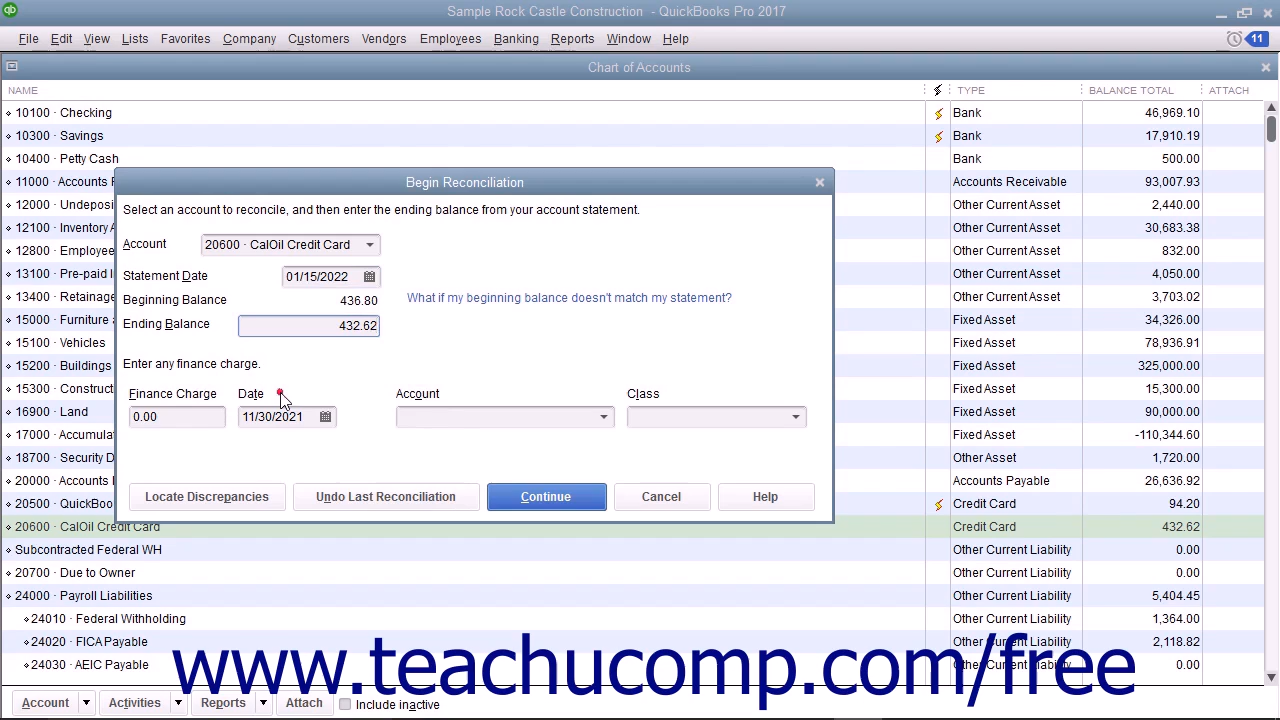 qb
Sample Rock Castle Construction - QuickBooks Pro 2017
File Edit View Lists Favorites Company Customers Vendors Employees Banking Reports Window Help
11
Chart of Accounts
NAME TYPE BALANCE TOTAL ATTACH
10100 · Checking Bank 46,969.10
10300 · Savings Bank 17,910.19
10400 · Petty Cash Bank 500.00
11000 · Accounts Accounts Receivable 93,007.93
12000 · Undeposi Other Current Asset 2,440.00
12100 · Inventory Other Current Asset 30,683.38
12800 · Employee Other Current Asset 832.00
13100 · Pre-paid Other Current Asset 4,050.00
13400 · Retainage Other Current Asset 3,703.02
15000 · Furniture Fixed Asset 34,326.00
15100 · Vehicles Fixed Asset 78,936.91
15200 · Buildings Fixed Asset 325,000.00
15300 · Construct Fixed Asset 15,300.00
16900 · Land Fixed Asset 90,000.00
17000 · Accumula Fixed Asset -110,344.60
18700 · Security D Other Asset 1,720.00
20000 · Accounts Accounts Payable 26,636.92
20500 · QuickBoo Credit Card 94.20
20600 · CalOil Credit Card Credit Card 432.62
Subcontracted Federal WH Other Current Liability 0.00
20700 · Due to Owner Other Current Liability 0.00
24000 · Payroll Liabilities Other Current Liability 5,404.45
24010 · Federal Withholding Other Current Liability 1,364.00
24020 · FICA Payable Other Current Liability 2,118.82
24030 · AEIC Payable Other Current Liability 0.00
Begin Reconciliation
Select an account to reconcile, and then enter the ending balance from your account statement.
Account 20600 · CalOil Credit Card
Statement Date 01/15/2022
Beginning Balance 436.80 What if my beginning balance doesn't match my statement?
Ending Balance 432.62
Enter any finance charge.
Finance Charge Date Account Class
0.00 11/30/2021
Locate Discrepancies Undo Last Reconciliation Continue Cancel Help
www.teachucomp.com/free
Account Activities Reports Attach Include inactive